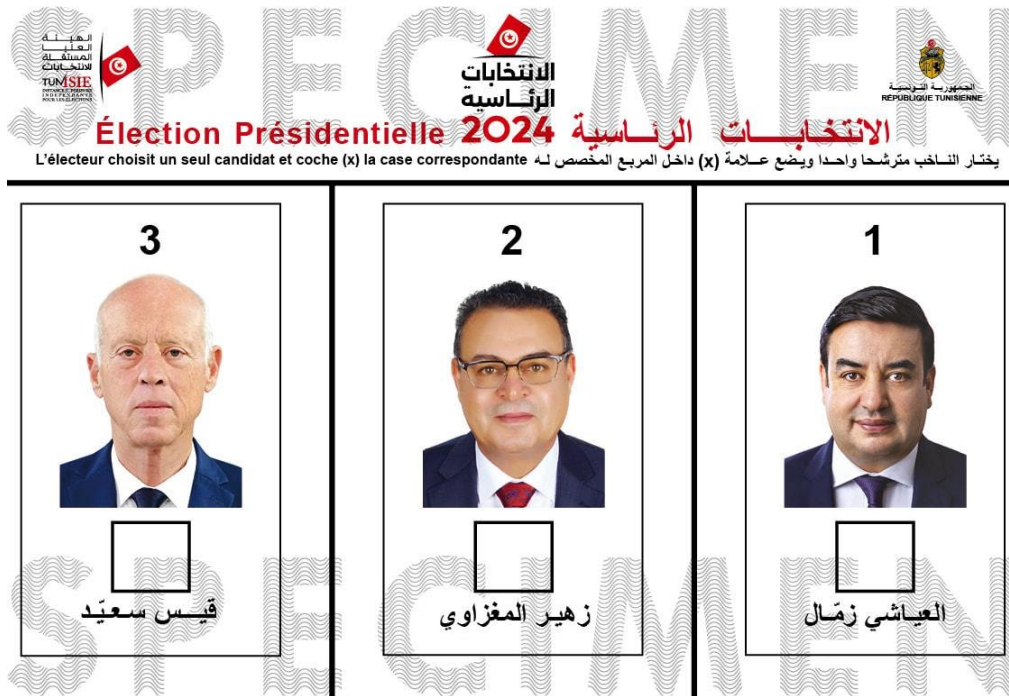 SPECIMEN
الهيئة
العليا
المستقلة
للانتخابات
TUNISIE
INSTANCE SUPÉRIEURE
INDÉPENDANTE
POUR LES ÉLECTIONS
الانتخابات
الرئاسيه
الجمهورية التونسية
RÉPUBLIQUE TUNISIENNE
Élection Présidentielle 2024 الانتخابات الرئاسية
L'électeur choisit un seul candidat et coche (x) la case correspondante يختار الناخب مترشحا واحدا ويضع علامة (x) داخل المربع المخصص له
1
العياشي زمّال
2
زهير المغزاوي
3
قيس سعيّد
SPECIMEN